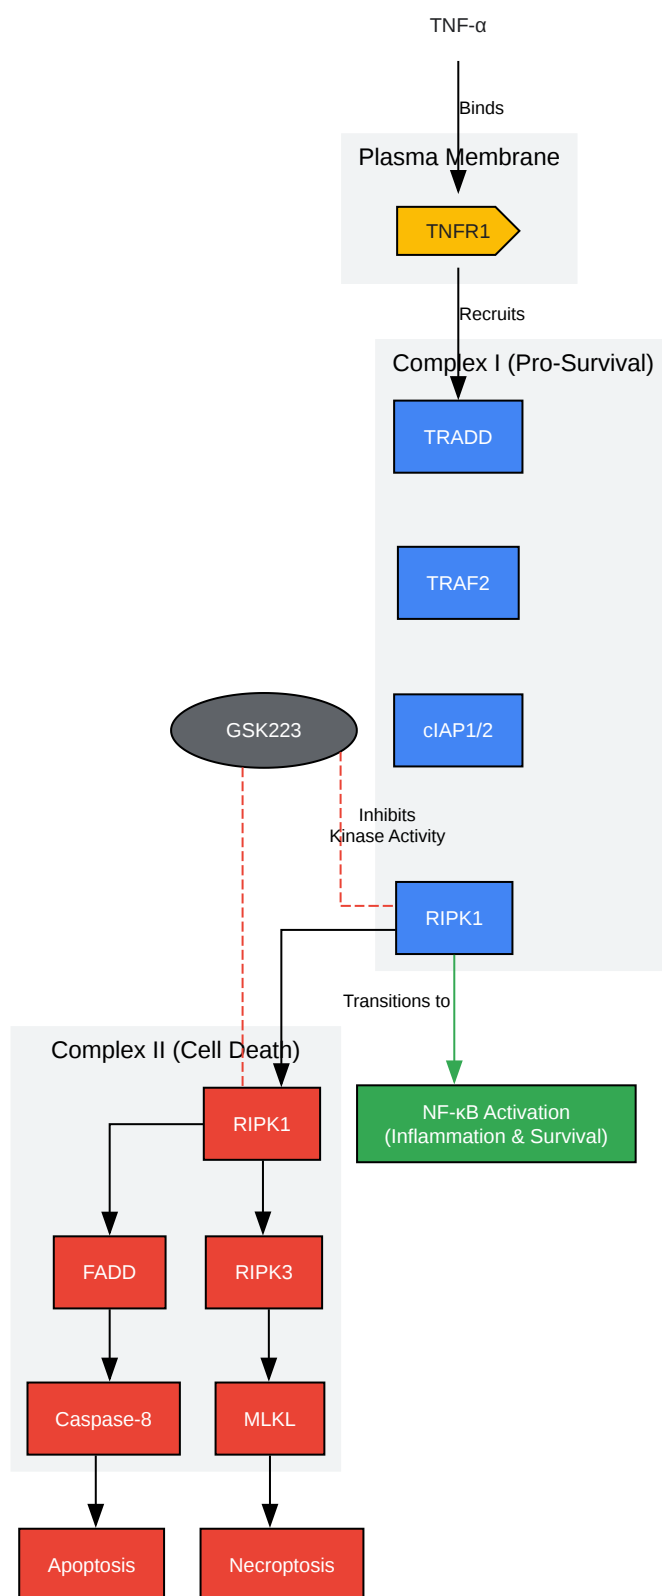 TNF-α
Binds
Plasma Membrane
TNFR1
Recruits
Complex I (Pro-Survival)
TRADD
TRAF2
GSK223
cIAP1/2
Inhibits
Kinase Activity
RIPK1
Transitions to
Complex II (Cell Death)
RIPK1
NF-κB Activation
(Inflammation & Survival)
FADD
RIPK3
Caspase-8
MLKL
Apoptosis
Necroptosis